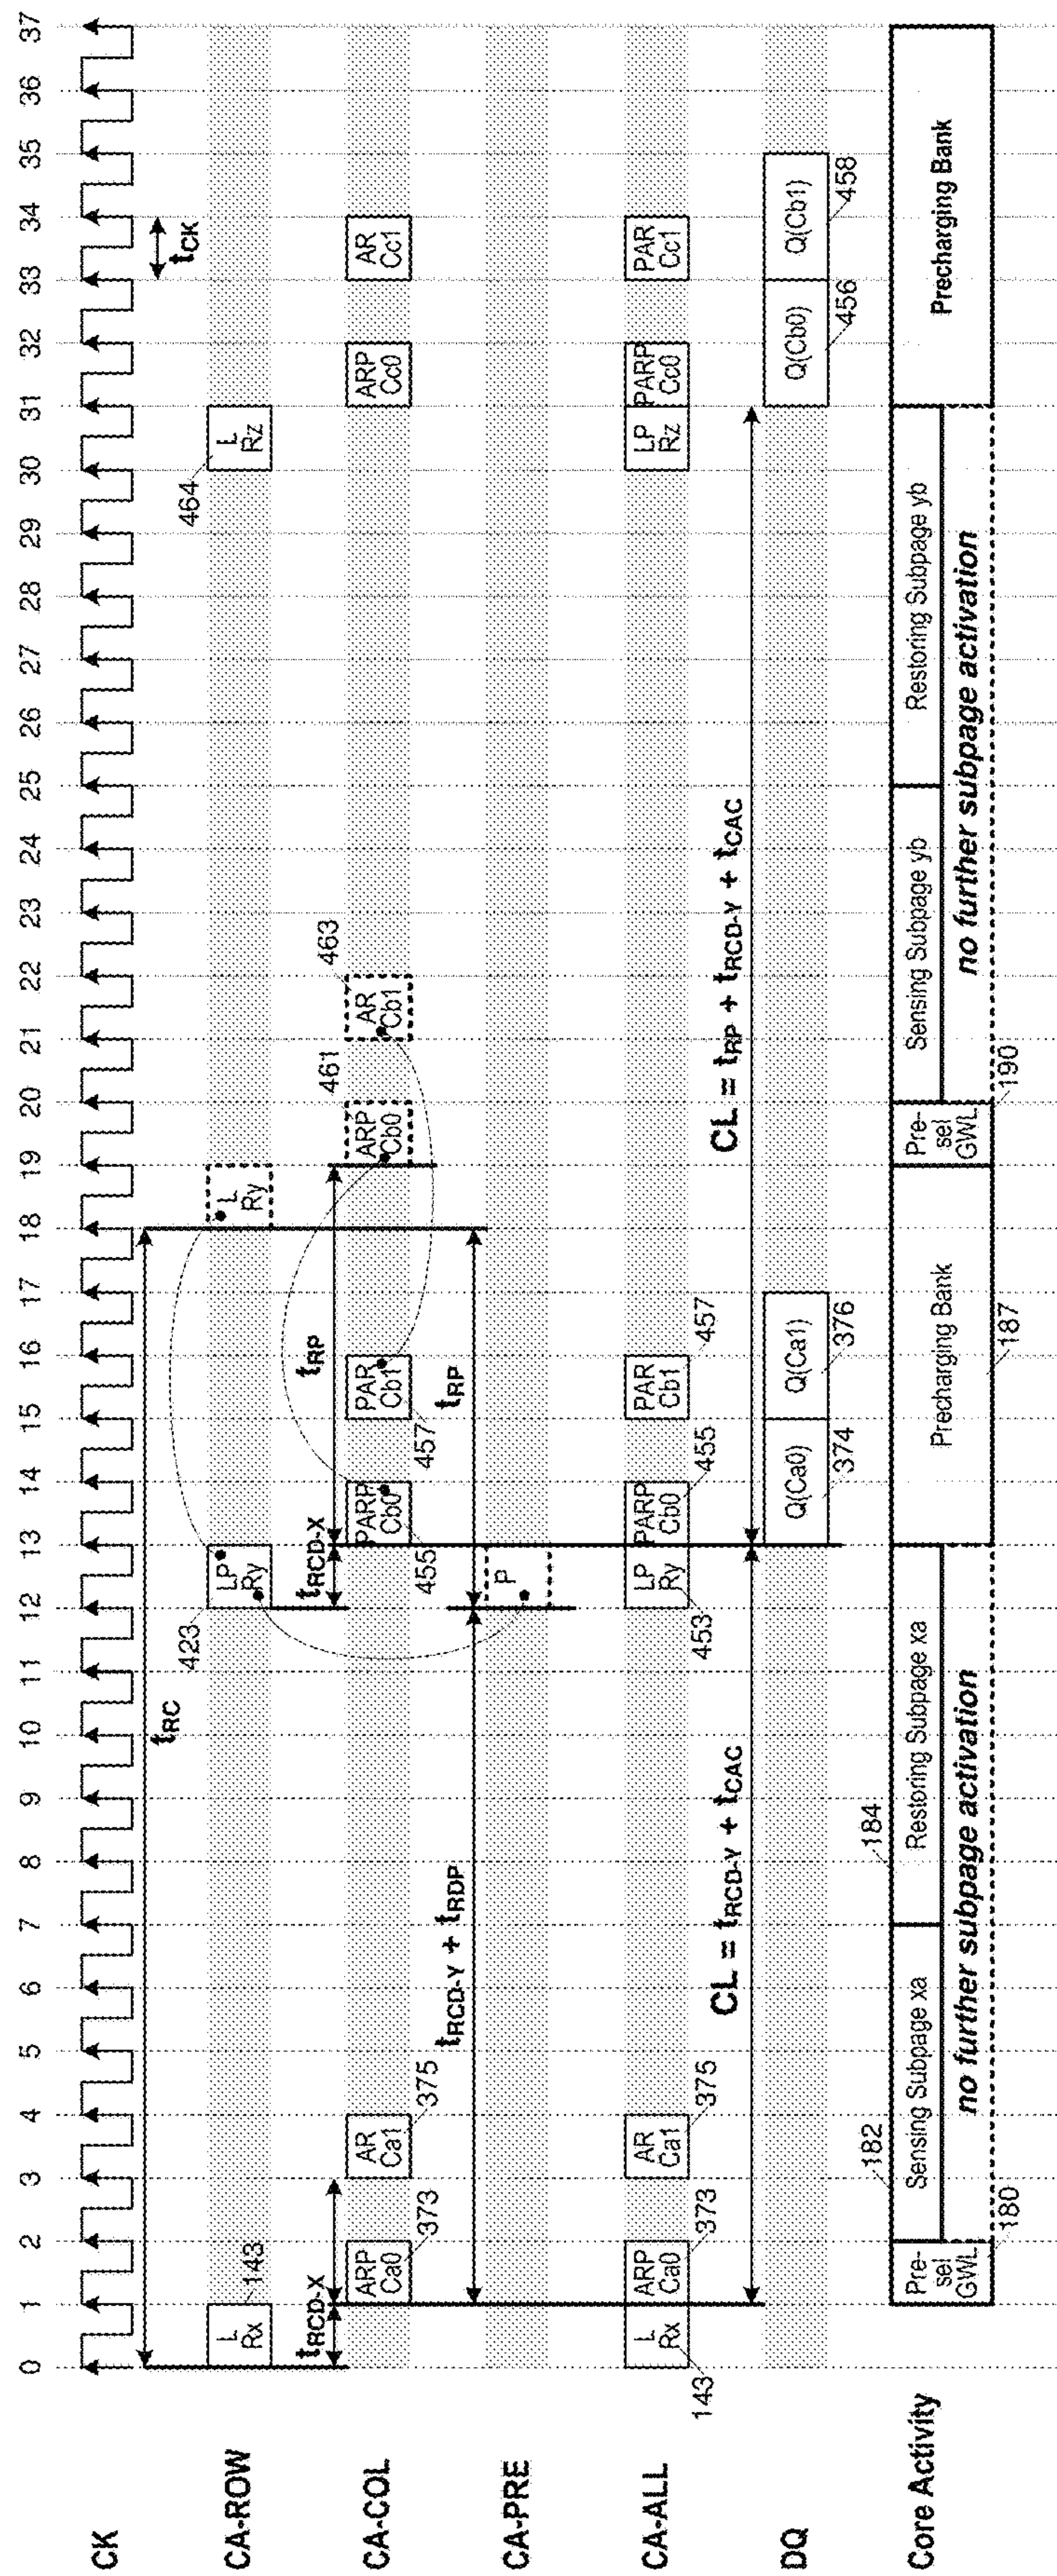 0 1 2 3 4 5 6 7 8 9 10 11 12 13 14 15 16 17 18 19 20 21 22 23 24 25 26 27 28 29 30 31 32 33 34 35 36 37
CK
tCK
tRC
CA-ROW
L Rx
143
423
LP Ry
L Ry
464
L Rz
tRCD-X
tRCD-X
tRP
461
463
CA-COL
ARP Ca0
373
AR Ca1
375
PARP Cb0
455
PAR Cb1
457
ARP Cb0
AR Cb1
ARP Cc0
AR Cc1
tRCD-Y + tRDP
tRP
CA-PRE
P
CA-ALL
L Rx
143
ARP Ca0
373
AR Ca1
375
LP Ry
453
PARP Cb0
455
PAR Cb1
457
LP Rz
PARP Cc0
PAR Cc1
CL = tRCD-Y + tCAC
CL = tRP + tRCD-Y + tCAC
DQ
Q(Ca0)
374
Q(Ca1)
376
Q(Cb0)
456
Q(Cb1)
458
182
184
Core Activity
Pre-
sel
GWL
180
Sensing Subpage xa
Restoring Subpage xa
no further subpage activation
Precharging Bank
187
Pre-
sel
GWL
190
Sensing Subpage yb
Restoring Subpage yb
no further subpage activation
Precharging Bank